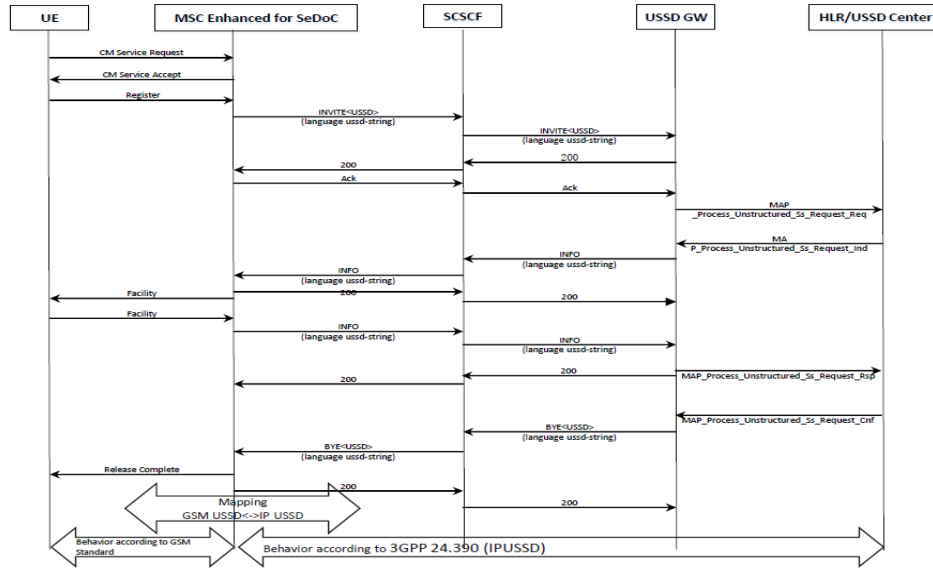 UE
MSC Enhanced for SeDoC
SCSCF
USSD GW
HLR/USSD Center
CM Service Request
CM Service Accept
Register
INVITE<USSD>
(language ussd-string)
INVITE<USSD>
(language ussd-string)
200
200
Ack
Ack
MAP
_Process_Unstructured_Ss_Request_Req
MA
P_Process_Unstructured_Ss_Request_Ind
INFO
(language ussd-string)
INFO
(language ussd-string)
Facility
200
200
Facility
INFO
(language ussd-string)
INFO
(language ussd-string)
200
MAP_Process_Unstructured_Ss_Request_Rsp
200
MAP_Process_Unstructured_Ss_Request_Cnf
BYE<USSD>
(language ussd-string)
BYE<USSD>
(language ussd-string)
Release Complete
200
Mapping
GSM USSD<->IP USSD
200
Behavior according to GSM
Standard
Behavior according to 3GPP 24.390 (IPUSSD)